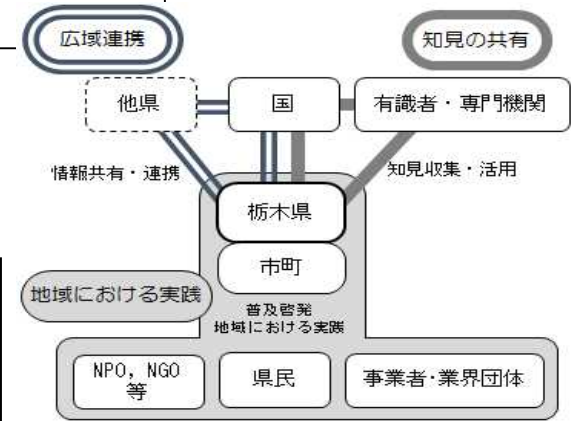 広域連携
知見の共有
他県
国
有識者・専門機関
情報共有・連携
知見収集・活用
栃木県
市町
地域における実践
普及啓発
地域における実践
NPO, NGO
等
県民
事業者・業界団体